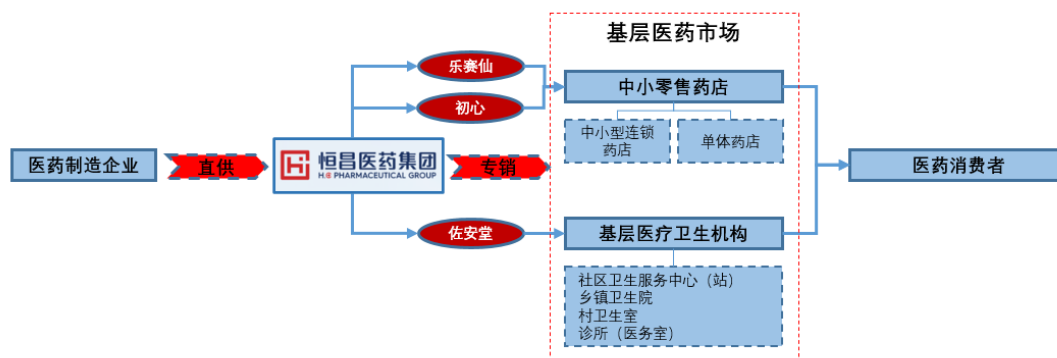 基层医药市场
乐赛仙
初心
中小零售药店
中小型连锁
药店
单体药店
医药制造企业
直供
恒昌医药集团
H.C PHARMACEUTICAL GROUP
专销
医药消费者
佐安堂
基层医疗卫生机构
社区卫生服务中心（站）
乡镇卫生院
村卫生室
诊所（医务室）